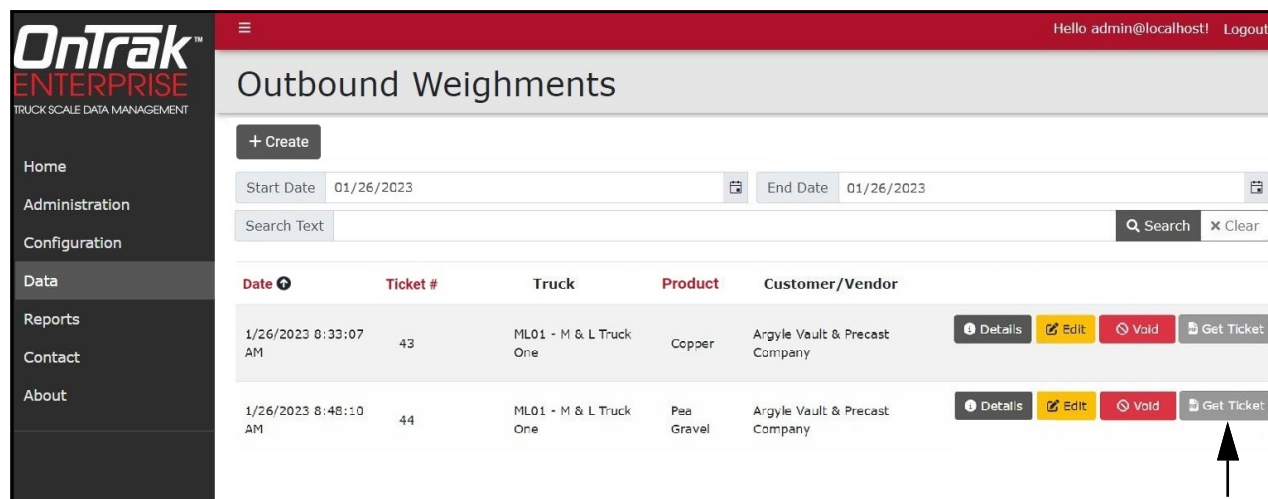 OnTrak™
ENTERPRISE
TRUCK SCALE DATA MANAGEMENT
Hello admin@localhost! Logout
Outbound Weighments
+ Create
Start Date 01/26/2023 End Date 01/26/2023
Search Text Search × Clear
Home
Administration
Configuration
Data
Reports
Contact
About
Date Ticket # Truck Product Customer/Vendor
1/26/2023 8:33:07 AM
43
ML01 - M & L Truck One
Copper
Argyle Vault & Precast Company
Details Edit Void Get Ticket
1/26/2023 8:48:10 AM
44
ML01 - M & L Truck One
Pea Gravel
Argyle Vault & Precast Company
Details Edit Void Get Ticket